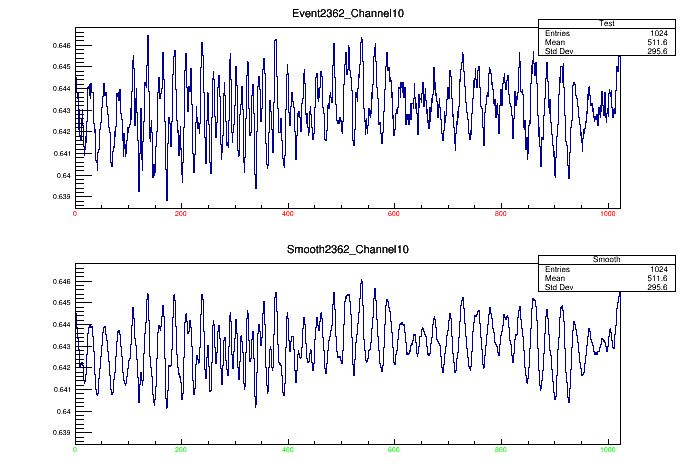 Event2362_Channel10
Test
Entries 1024
Mean 511.6
Std Dev 295.6
0.646
0.645
0.644
0.643
0.642
0.641
0.64
0.639
0 200 400 600 800 1000
Smooth2362_Channel10
Smooth
Entries 1024
Mean 511.6
Std Dev 295.6
0.646
0.645
0.644
0.643
0.642
0.641
0.64
0.639
0 200 400 600 800 1000